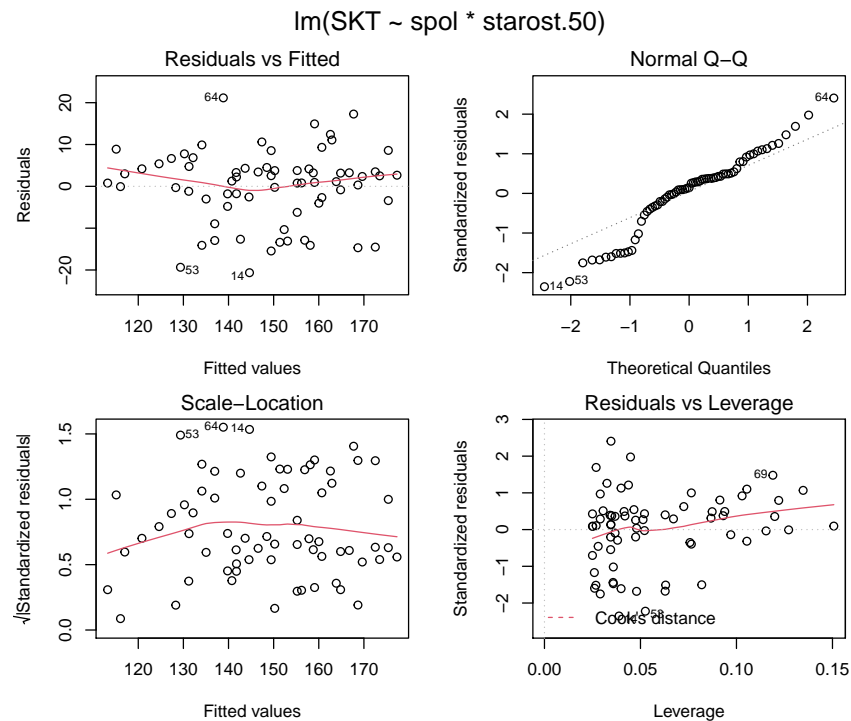 lm(SKT ~ spol * starost.50)
Residuals vs Fitted
Residuals
20
10
0
−20
64
53
14
120 130 140 150 160 170
Fitted values
Normal Q−Q
Standardized residuals
2
1
0
−1
−2
64
14
53
−2 −1 0 1 2
Theoretical Quantiles
Scale−Location
√|Standardized residuals|
1.5
1.0
0.5
0.0
53
64
14
120 130 140 150 160 170
Fitted values
Residuals vs Leverage
Standardized residuals
3
2
1
0
−1
−2
69
53
Cook's distance
0.00 0.05 0.10 0.15
Leverage